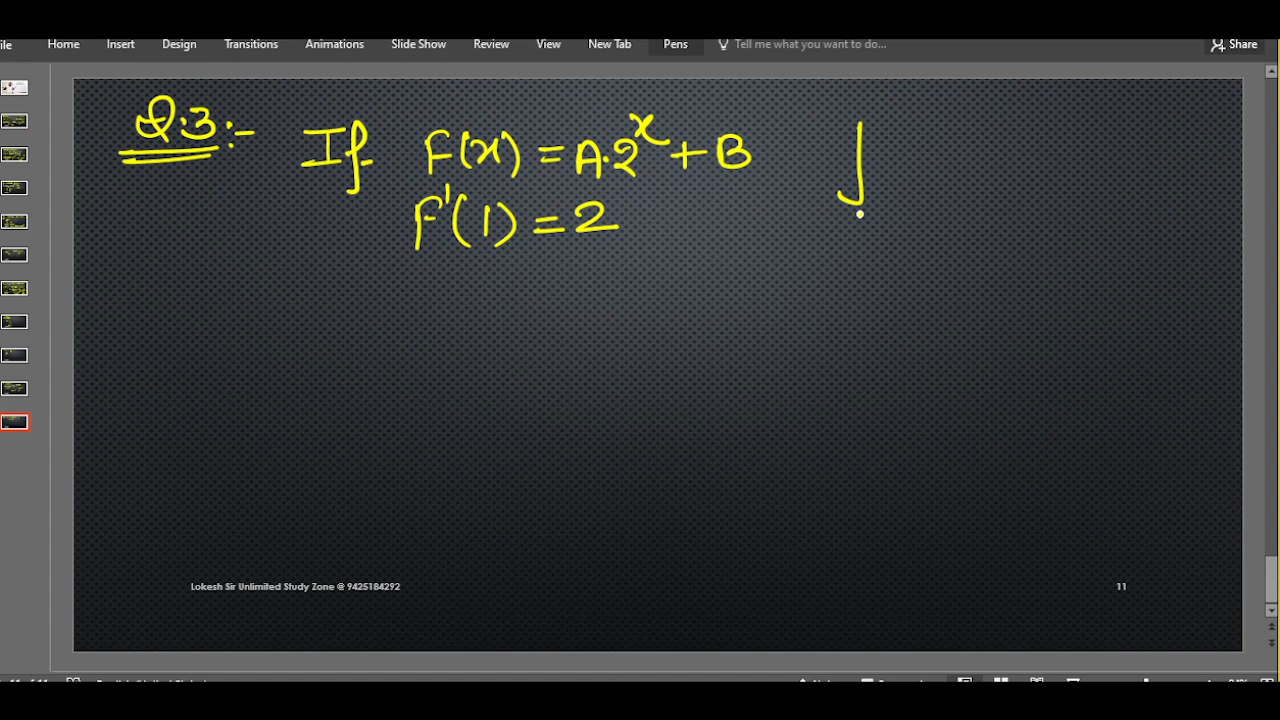 ile Home Insert Design Transitions Animations Slide Show Review View New Tab Pens Tell me what you want to do... Share
Q.3:- If F(x) = A.2^x + B
F'(1) = 2
∫
Lokesh Sir Unlimited Study Zone @ 9425184292 11